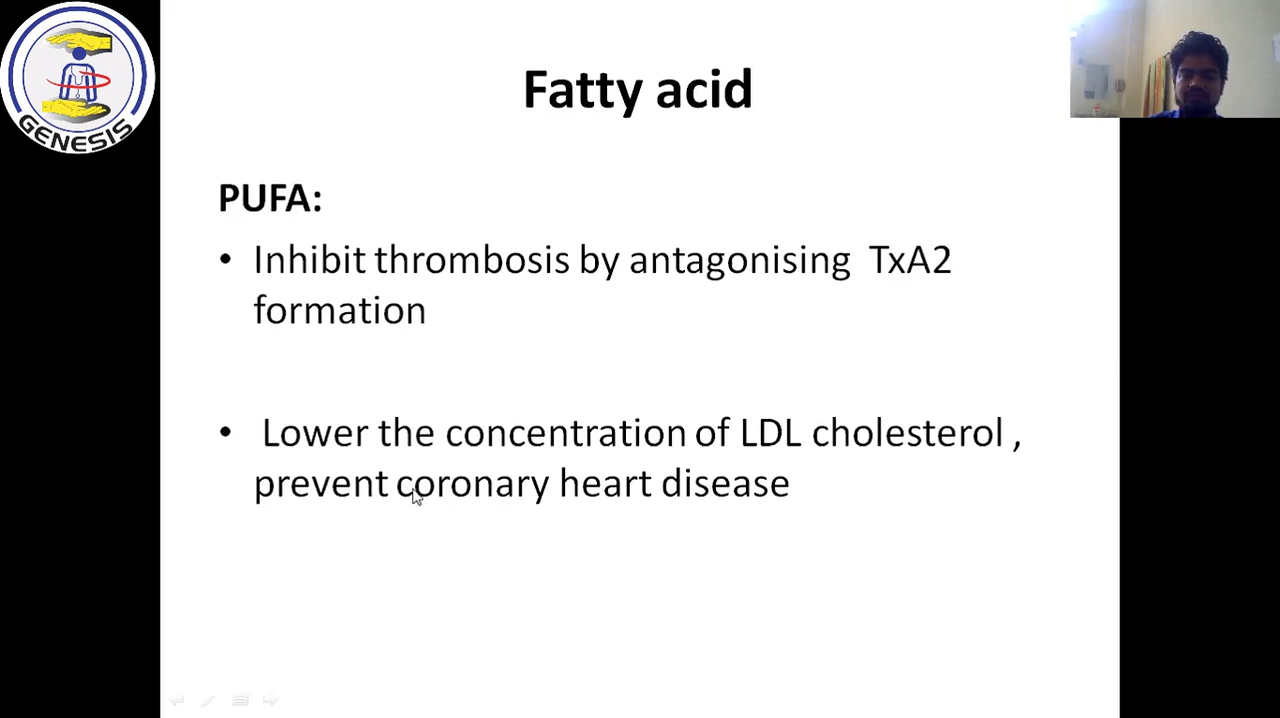 GENESIS
Fatty acid
PUFA:
• Inhibit thrombosis by antagonising TxA2
formation
• Lower the concentration of LDL cholesterol ,
prevent coronary heart disease